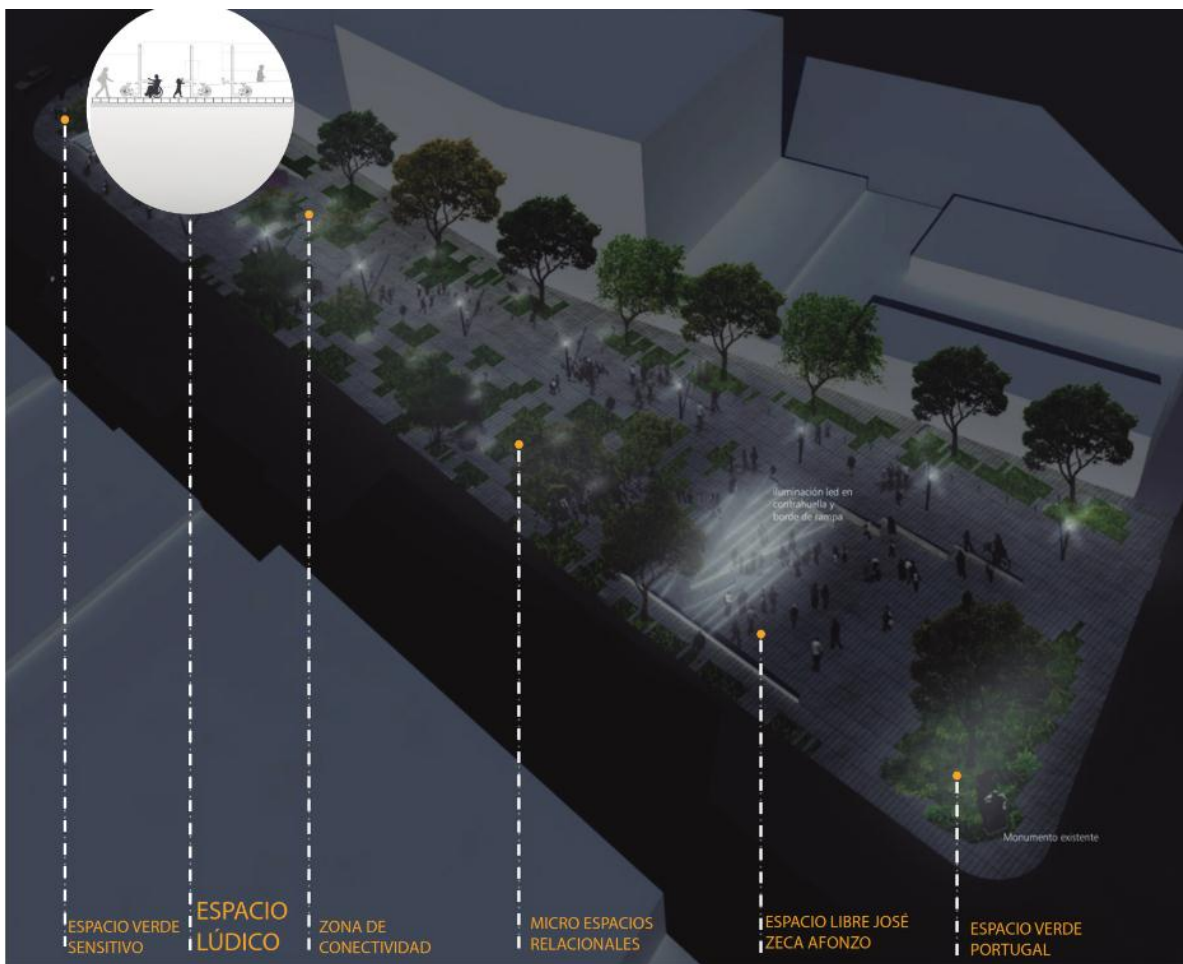 iluminación led en
contrahuella y
borde de rampa
Monumento existente
ESPACIO VERDE
SENSITIVO
ESPACIO
LÚDICO
ZONA DE
CONECTIVIDAD
MICRO ESPACIOS
RELACIONALES
ESPACIO LIBRE JOSÉ
ZECA AFONZO
ESPACIO VERDE
PORTUGAL